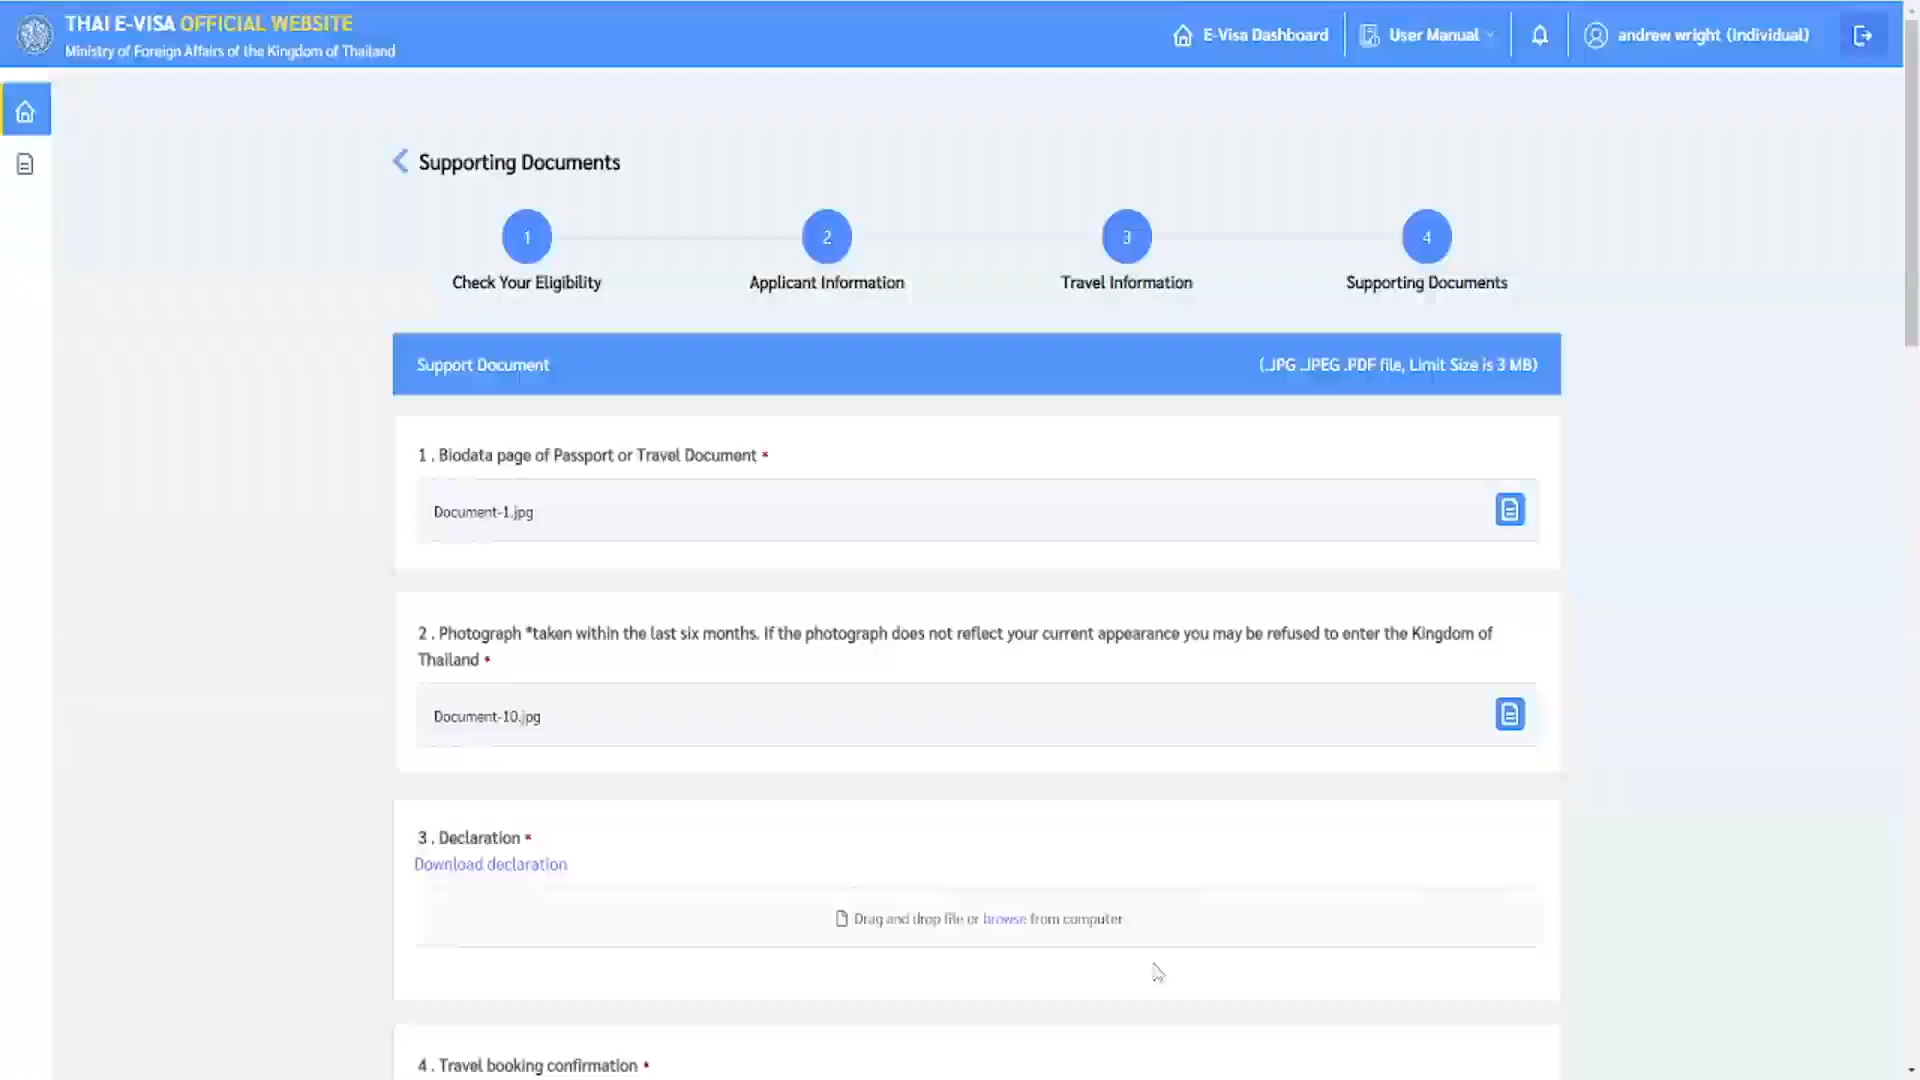 THAI E-VISA OFFICIAL WEBSITE
Ministry of Foreign Affairs of the Kingdom of Thailand
E-Visa Dashboard
User Manual
andrew wright (Individual)
Supporting Documents
1
2
3
4
Check Your Eligibility
Applicant Information
Travel Information
Supporting Documents
Support Document
(.JPG .JPEG .PDF file, Limit Size is 3 MB)
1 . Biodata page of Passport or Travel Document *
Document-1.jpg
2 . Photograph *taken within the last six months. If the photograph does not reflect your current appearance you may be refused to enter the Kingdom of
Thailand *
Document-10.jpg
3 . Declaration *
Download declaration
Drag and drop file or browse from computer
4 . Travel booking confirmation *